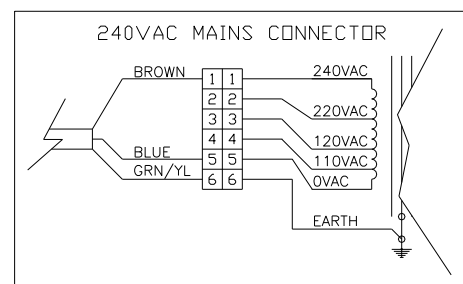 240VAC MAINS CONNECTOR
BROWN 1 1 240VAC
2 2 220VAC
3 3 120VAC
4 4 110VAC
BLUE 5 5 0VAC
GRN/YL 6 6
EARTH